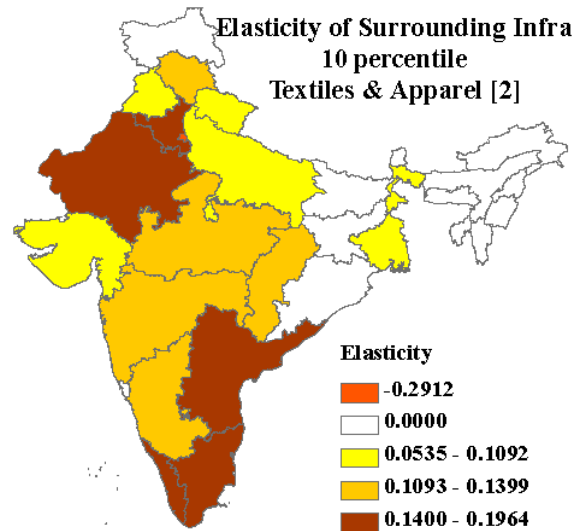 Elasticity of Surrounding Infra
10 percentile
Textiles & Apparel [2]
Elasticity
-0.2912
0.0000
0.0535 - 0.1092
0.1093 - 0.1399
0.1400 - 0.1964